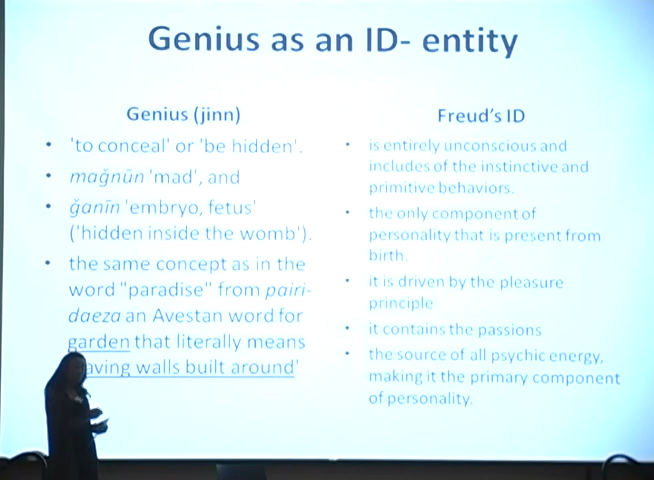 Genius as an ID- entity
Genius (jinn)
• 'to conceal' or 'be hidden'.
• mağnūn 'mad', and
• ğanīn 'embryo, fetus'
('hidden inside the womb').
• the same concept as in the
word "paradise" from pairi-
daeza an Avestan word for
garden that literally means
walls built around'
Freud's ID
• is entirely unconscious and
includes of the instinctive and
primitive behaviors.
• the only component of
personality that is present from
birth.
• it is driven by the pleasure
principle
• it contains the passions
• the source of all psychic energy,
making it the primary component
of personality.